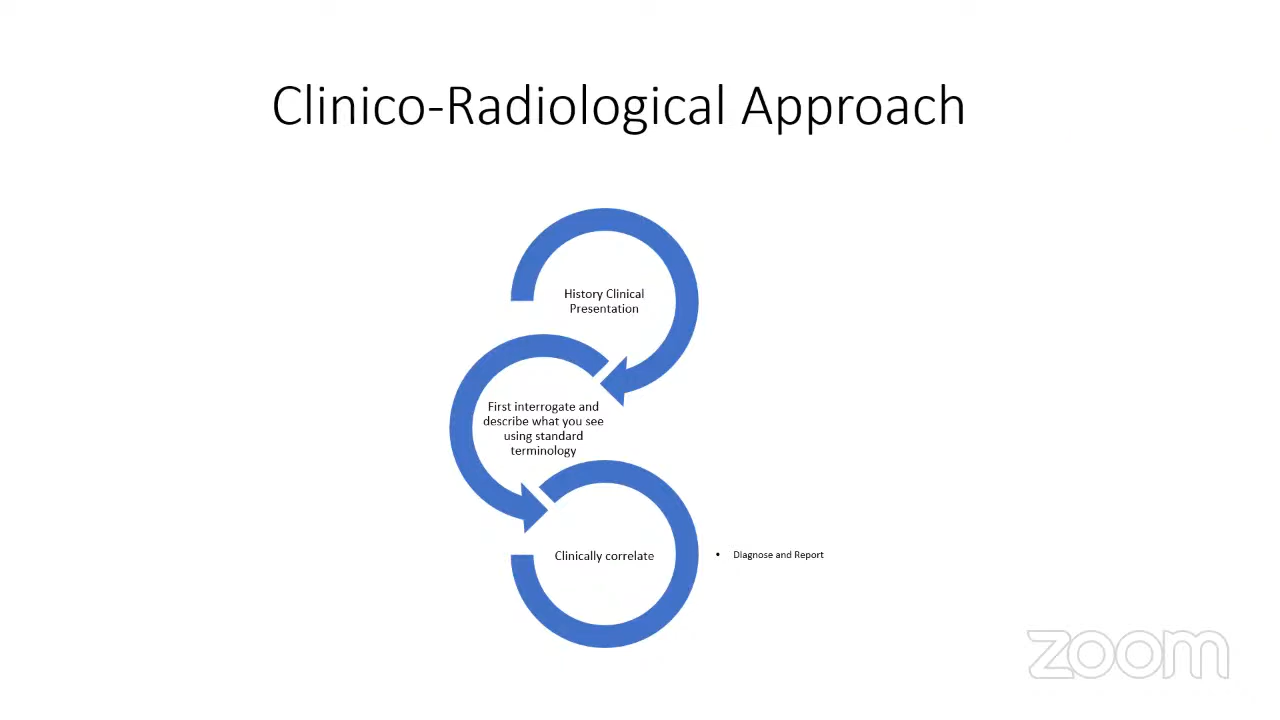 Clinico-Radiological Approach
History Clinical
Presentation
First interrogate and
describe what you see
using standard
terminology
Clinically correlate
• Diagnose and Report
zoom